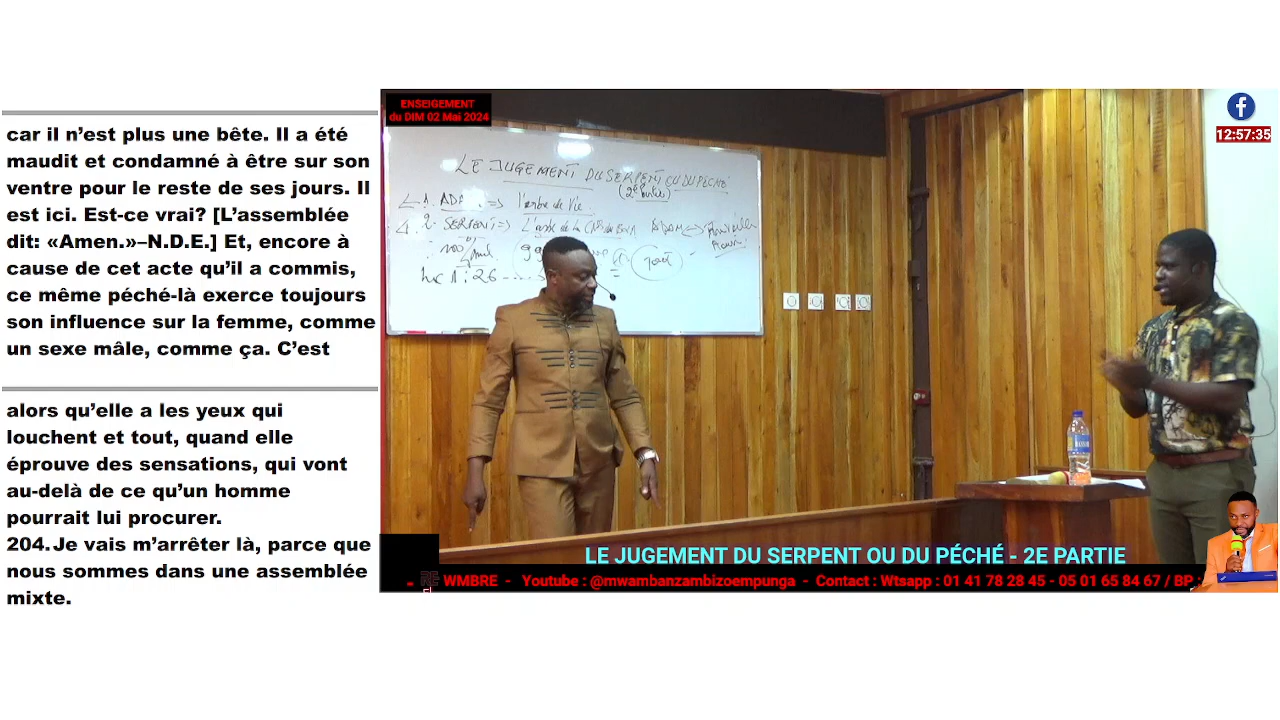 car il n’est plus une bête. Il a été
maudit et condamné à être sur son
ventre pour le reste de ses jours. Il
est ici. Est-ce vrai? [L’assemblée
dit: «Amen.»–N.D.E.] Et, encore à
cause de cet acte qu’il a commis,
ce même péché-là exerce toujours
son influence sur la femme, comme
un sexe mâle, comme ça. C’est
alors qu’elle a les yeux qui
louchent et tout, quand elle
éprouve des sensations, qui vont
au-delà de ce qu’un homme
pourrait lui procurer.
204. Je vais m’arrêter là, parce que
nous sommes dans une assemblée
mixte.
ENSEIGEMENT
du DIM 02 Mai 2024
12:57:35
LE JUGEMENT DU SERPENT OU DU PÉCHÉ
(2e Partie)
1. ADA => l'arbre de Vie
2- SERPENT => L'arbre de la
100
LE JUGEMENT DU SERPENT OU DU PÉCHÉ - 2E PARTIE
WMBRE - Youtube : @mwambanzambizoempunga - Contact : Wtsapp : 01 41 78 28 45 - 05 01 65 84 67 / BP :